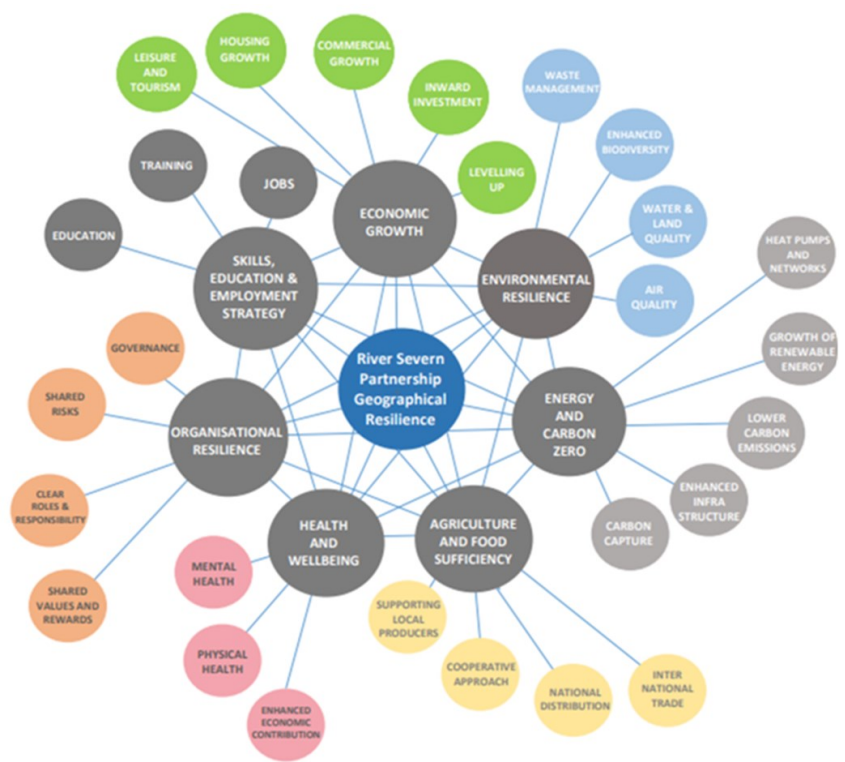 LEISURE
AND
TOURISM
HOUSING
GROWTH
COMMERCIAL
GROWTH
INWARD
INVESTMENT
LEVELLING
UP
WASTE
MANAGEMENT
ENHANCED
BIODIVERSITY
WATER &
LAND
QUALITY
AIR
QUALITY
TRAINING
JOBS
EDUCATION
ECONOMIC
GROWTH
SKILLS,
EDUCATION &
EMPLOYMENT
STRATEGY
ENVIRONMENTAL
RESILIENCE
HEAT PUMPS
AND
NETWORKS
GROWTH OF
RENEWABLE
ENERGY
LOWER
CARBON
EMISSIONS
ENHANCED
INFRA
STRUCTURE
CARBON
CAPTURE
River Severn
Partnership
Geographical
Resilience
ENERGY
AND
CARBON
ZERO
GOVERNANCE
SHARED
RISKS
CLEAR
ROLES &
RESPONSIBILITY
SHARED
VALUES AND
REWARDS
ORGANISATIONAL
RESILIENCE
HEALTH
AND
WELLBEING
AGRICULTURE
AND FOOD
SUFFICIENCY
MENTAL
HEALTH
PHYSICAL
HEALTH
ENHANCED
ECONOMIC
CONTRIBUTION
SUPPORTING
LOCAL
PRODUCERS
COOPERATIVE
APPROACH
NATIONAL
DISTRIBUTION
INTER
NATIONAL
TRADE